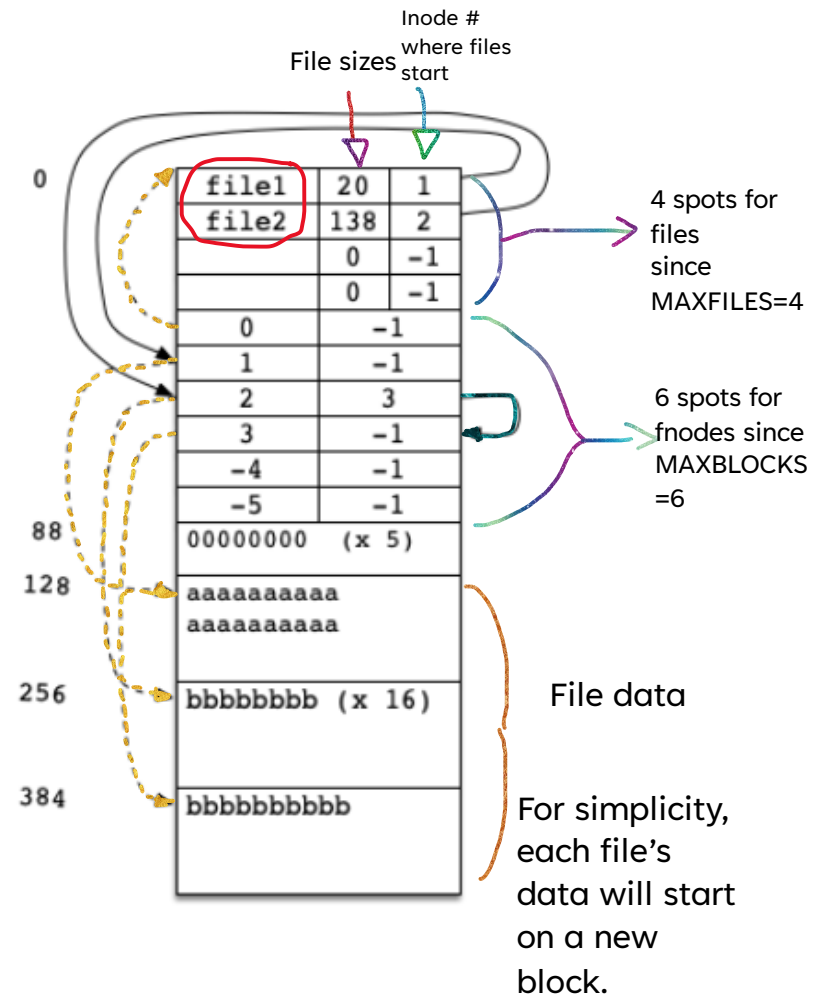 Inode #
where files
start
File sizes
0
file1 20 1
file2 138 2
0 -1
0 -1
4 spots for
files
since
MAXFILES=4
0 -1
1 -1
2 3
3 -1
-4 -1
-5 -1
6 spots for
fnodes since
MAXBLOCKS
=6
88
00000000 (x 5)
128
aaaaaaaaaa
aaaaaaaaaa
256
bbbbbbbb (x 16)
File data
384
bbbbbbbbbb
For simplicity,
each file’s
data will start
on a new
block.